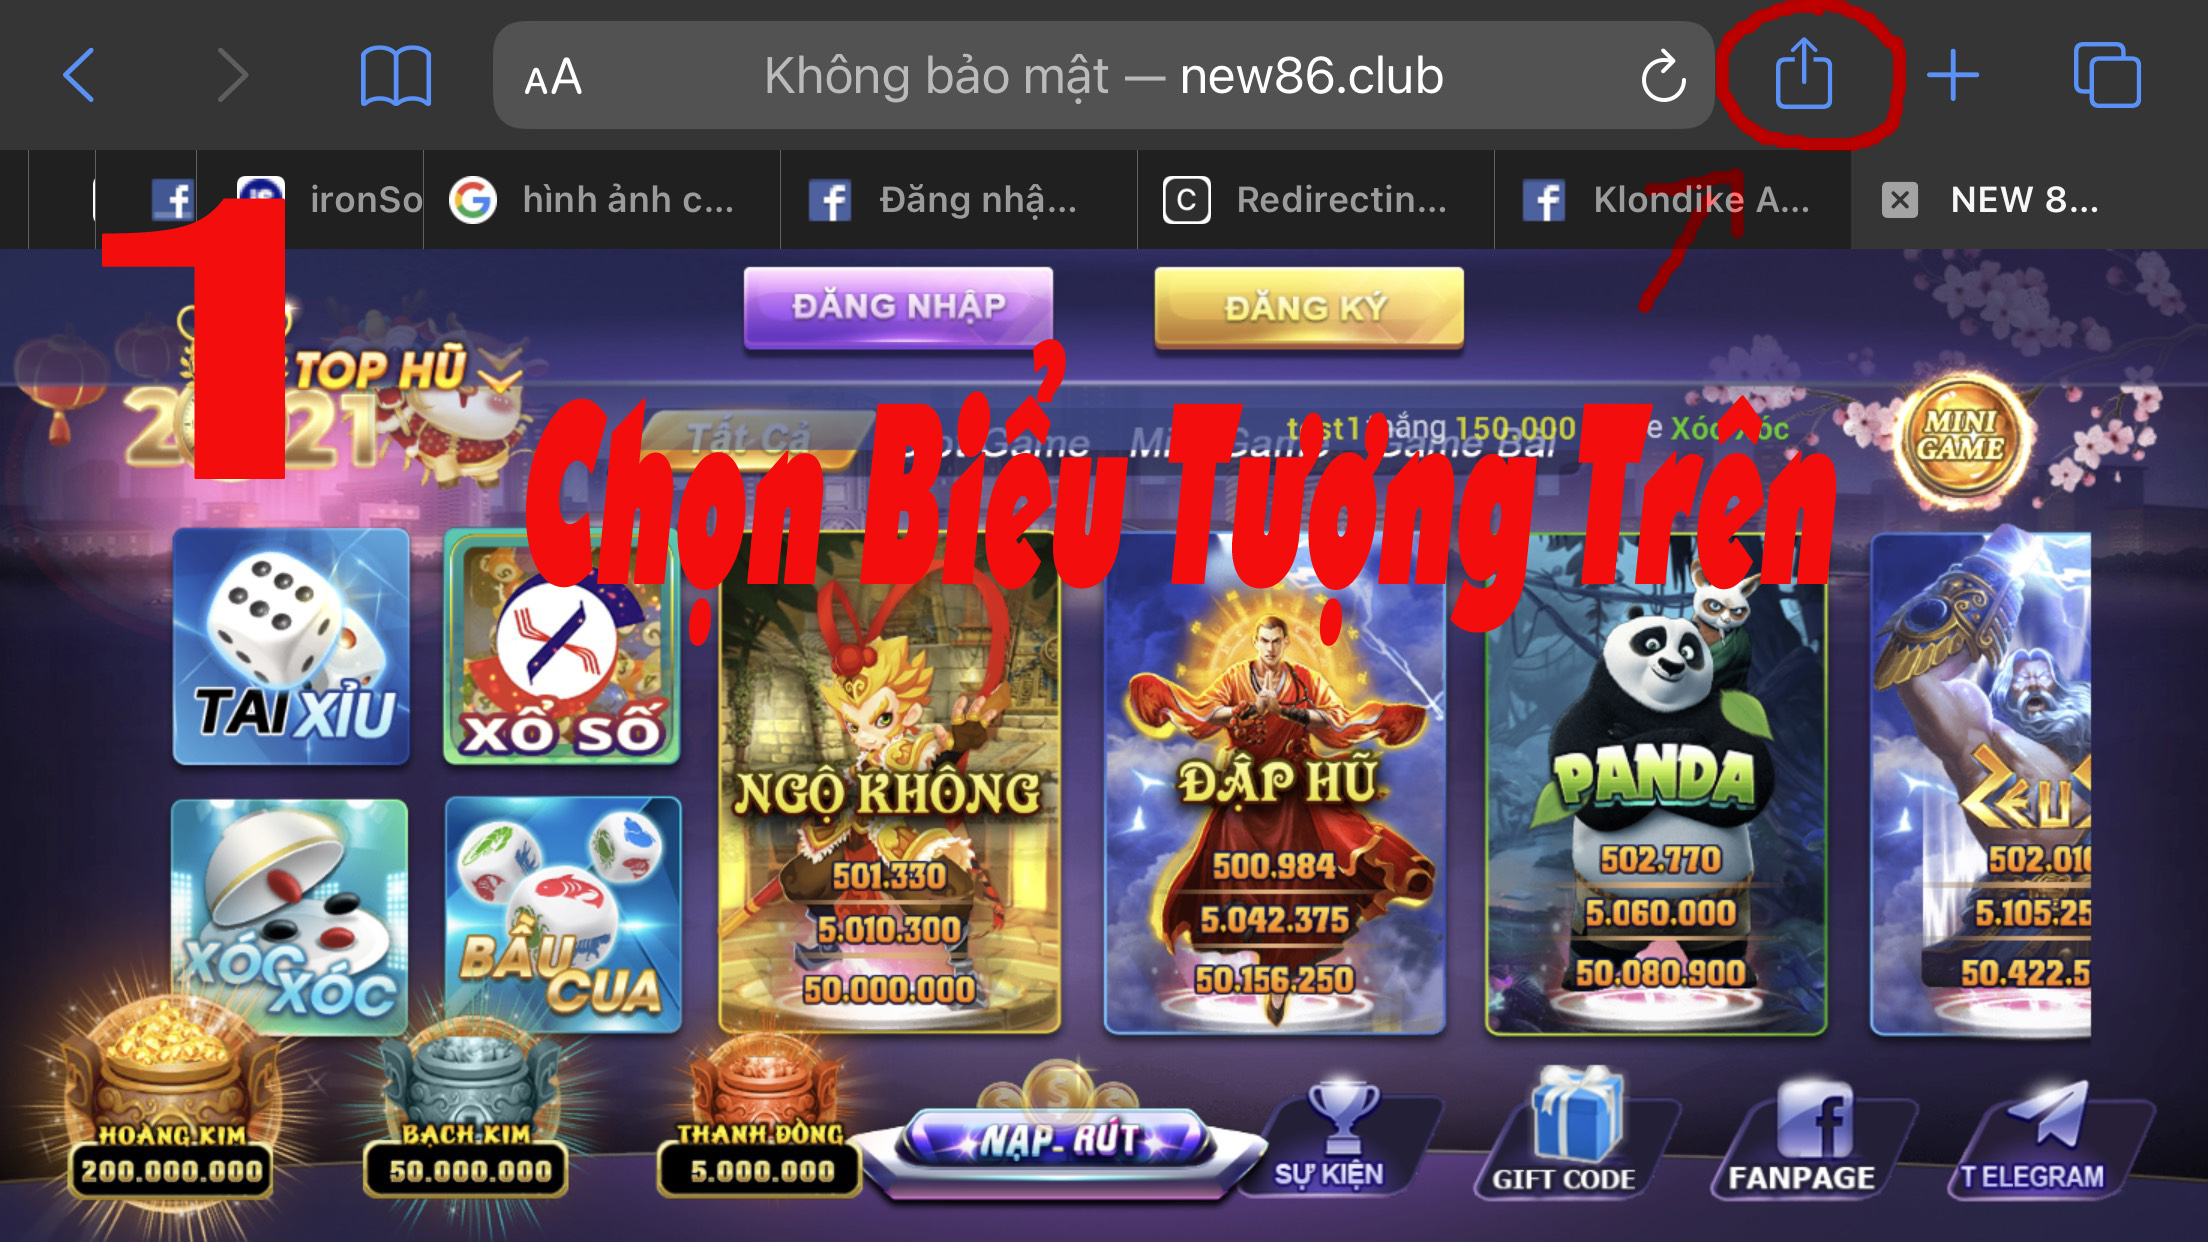 AA
Không bảo mật — new86.club
ironSo
hình ảnh c...
Đăng nhậ...
Redirectin...
Klondike A...
NEW 8...
1
ĐĂNG NHẬP
ĐĂNG KÝ
TOP HŨ
2021
Tất Cả
Game Bài
150.000
MINI
GAME
Chọn Biểu Tượng Trên
TAI XỈU
XỔ SỐ
NGỘ KHÔNG
501.330
5.010.300
50.000.000
ĐẬP HŨ
500.984
5.042.375
50.156.250
PANDA
502.770
5.060.000
50.080.900
ZEU
502.01
5.105.25
50.422.5
XÓC XÓC
BẦU CUA
HOÀNG KIM
200.000.000
BẠCH KIM
50.000.000
THANH ĐỒNG
5.000.000
NẠP- RÚT
SỰ KIỆN
GIFT CODE
FANPAGE
TELEGRAM